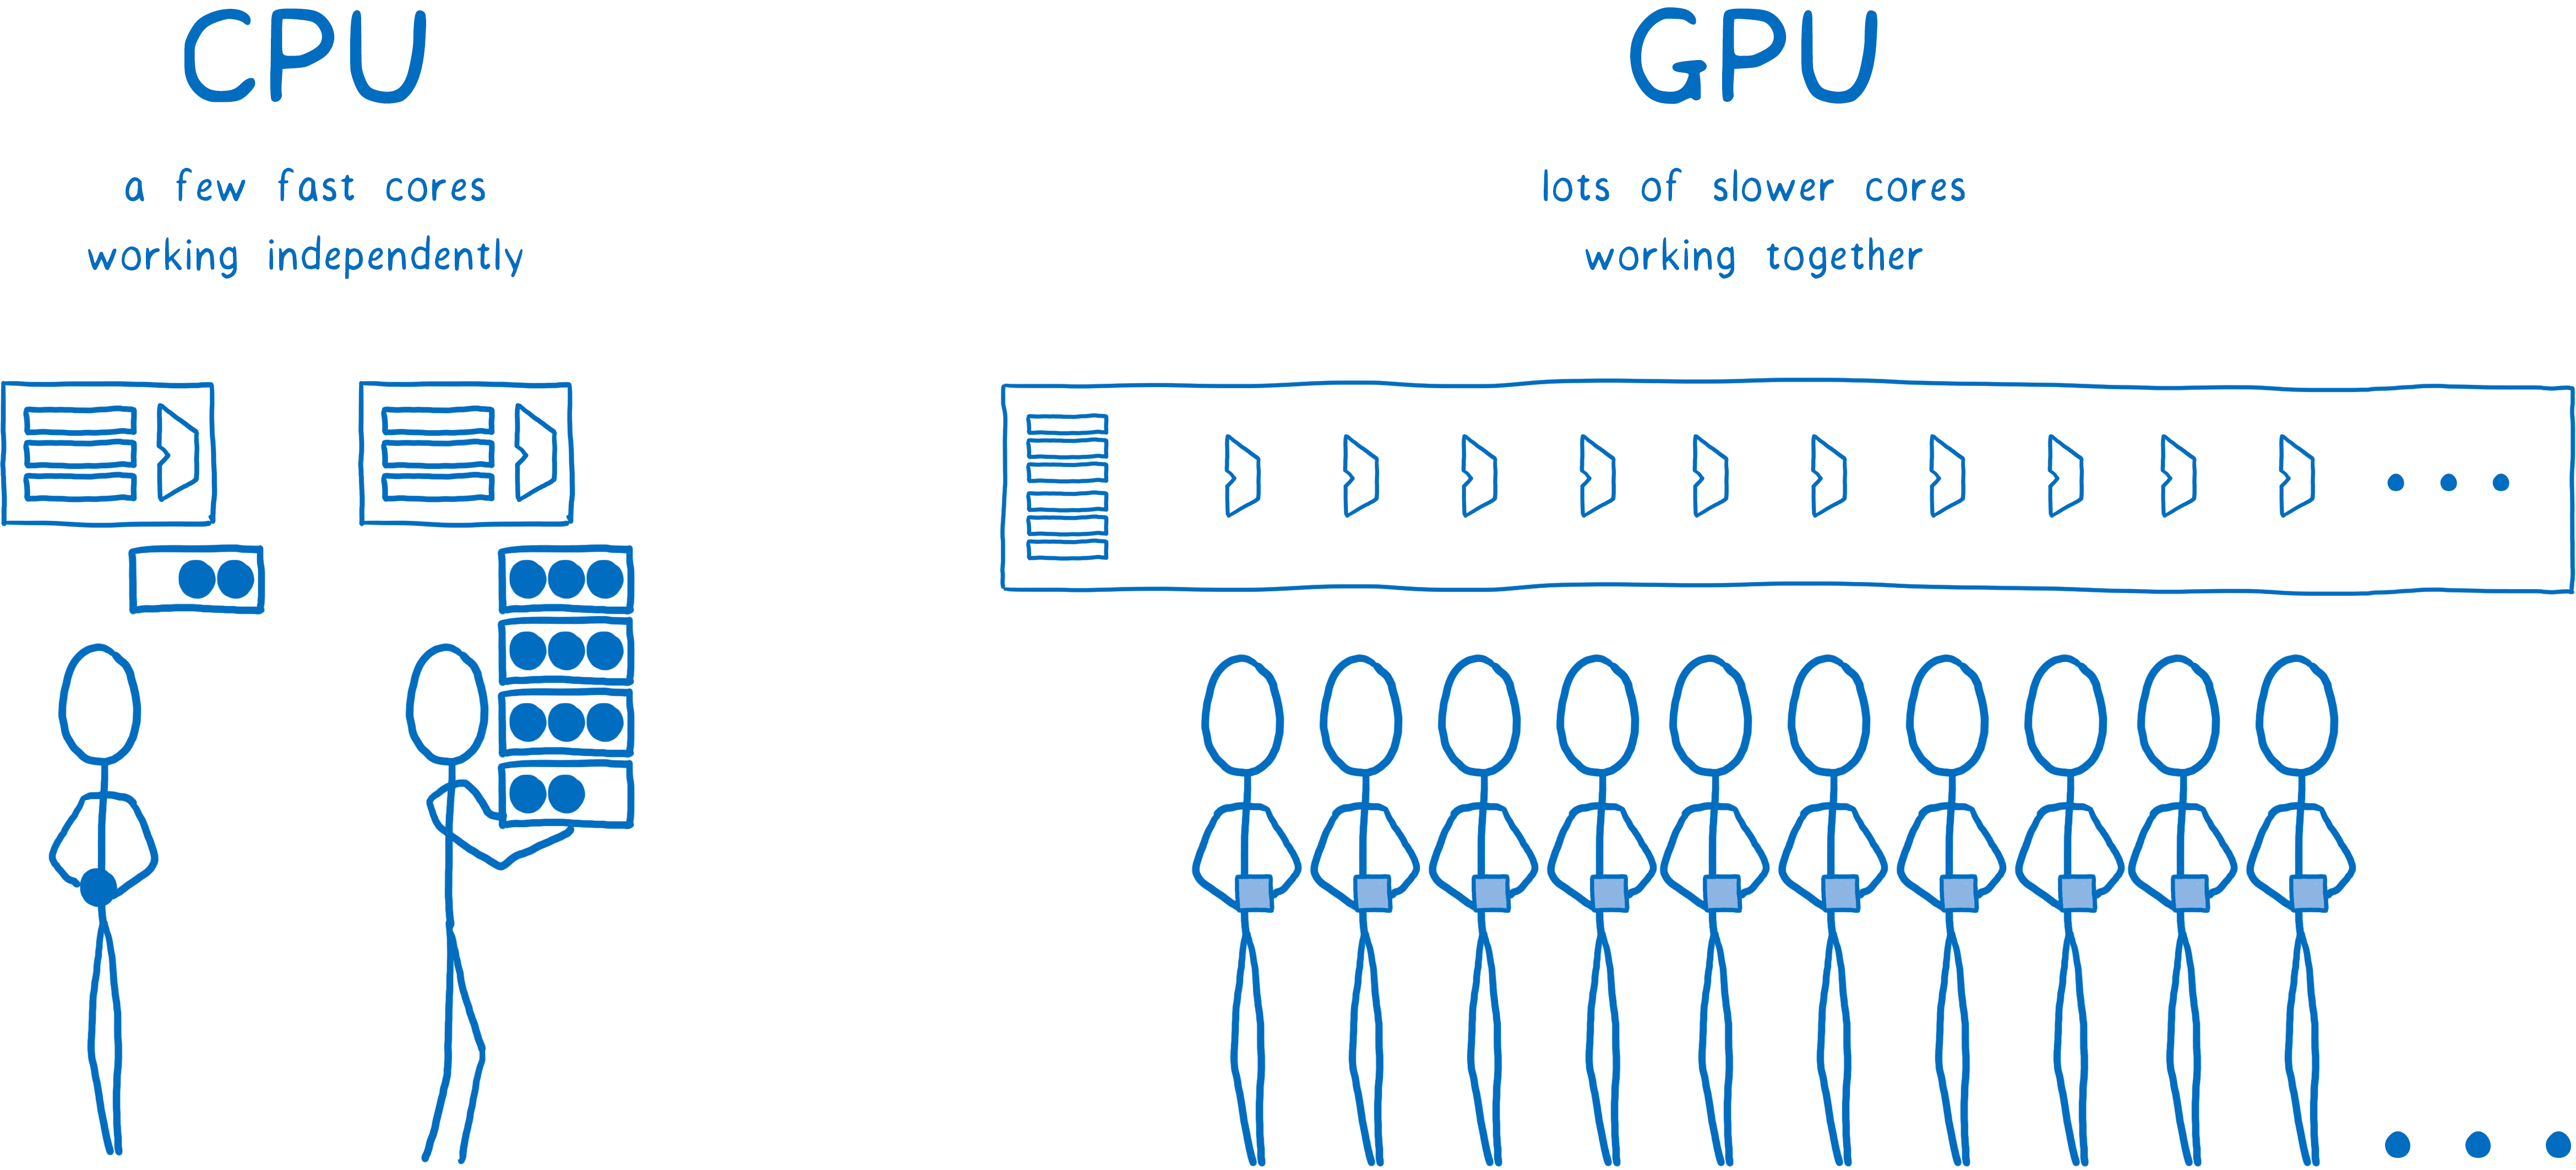 CPU
a few fast cores
working independently
GPU
lots of slower cores
working together